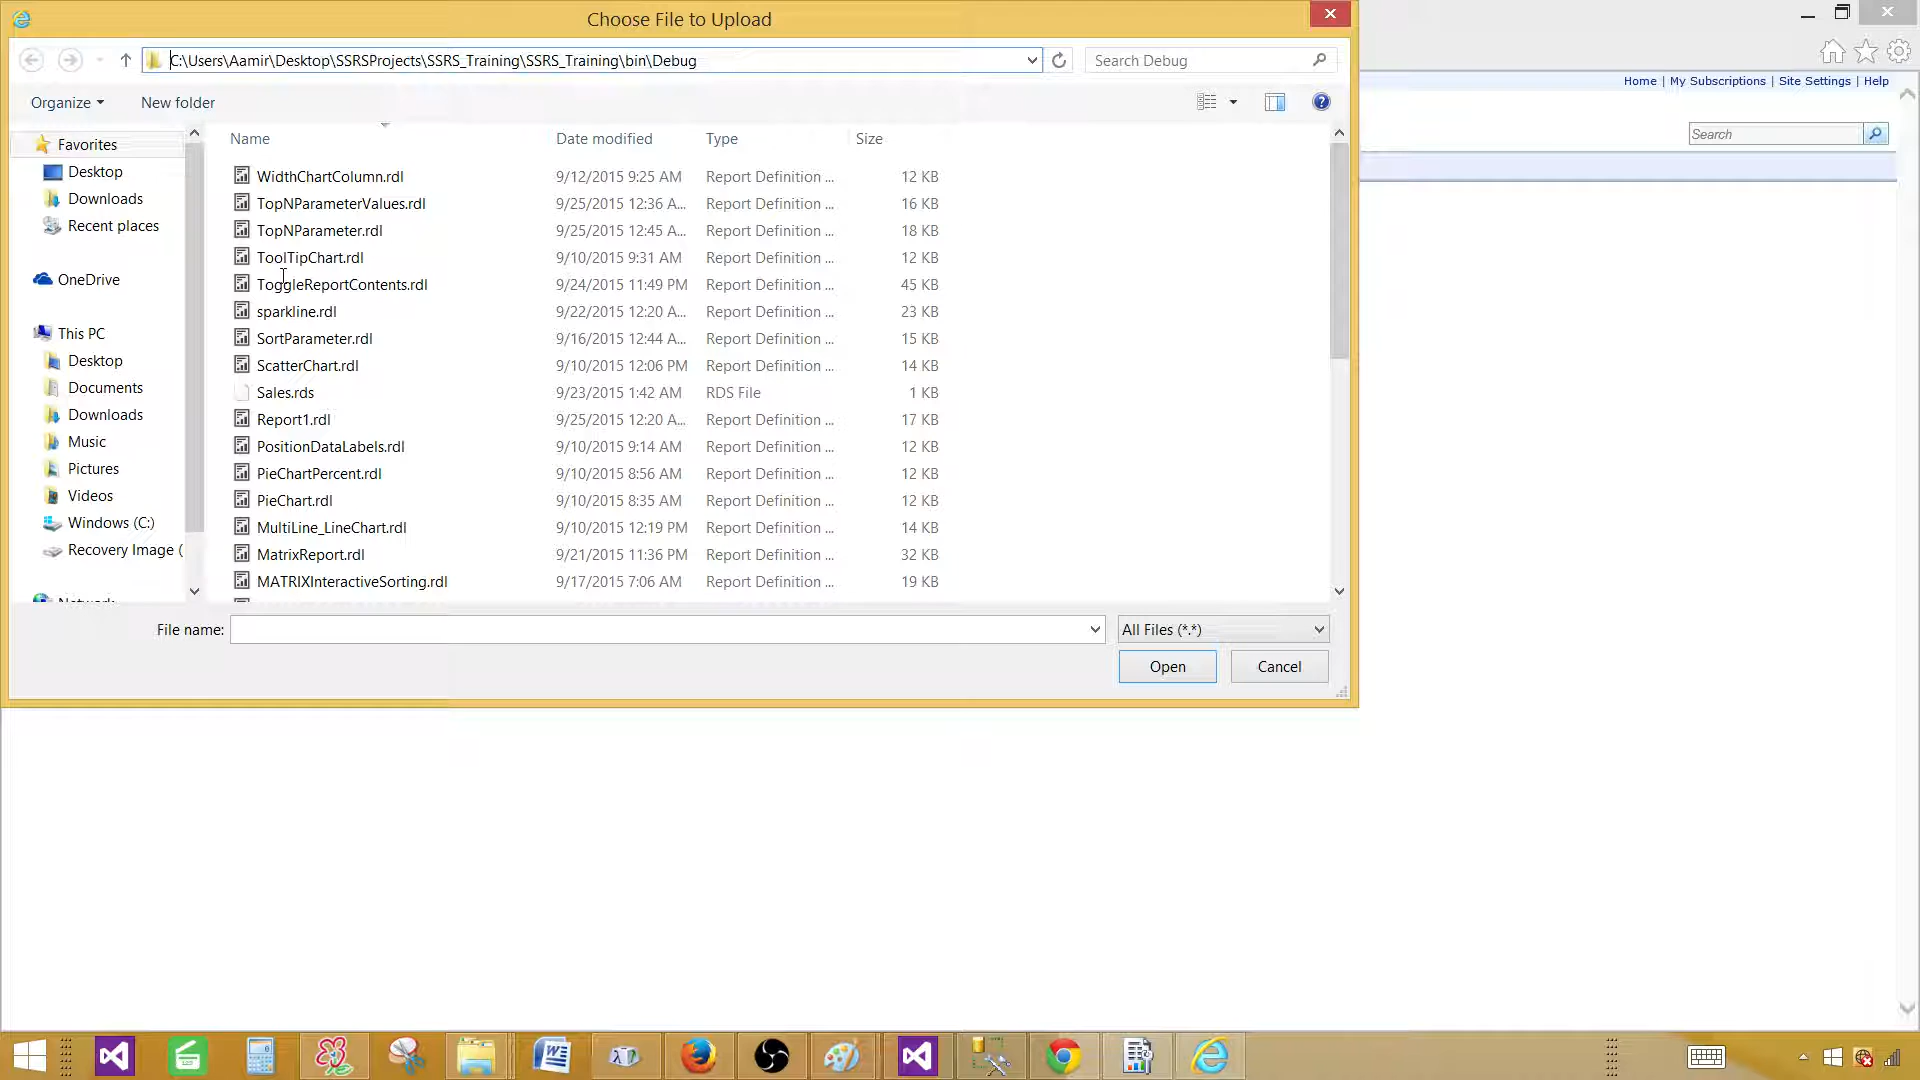 Choose File to Upload
C:\Users\Aamir\Desktop\SSRSProjects\SSRS_Training\SSRS_Training\bin\Debug
Search Debug
Organize New folder
Home | My Subscriptions | Site Settings | Help
Search
Name Date modified Type Size
Favorites
Desktop
Downloads
Recent places
OneDrive
This PC
Desktop
Documents
Downloads
Music
Pictures
Videos
Windows (C:)
Recovery Image (
WidthChartColumn.rdl 9/12/2015 9:25 AM Report Definition ... 12 KB
TopNParameterValues.rdl 9/25/2015 12:36 A... Report Definition ... 16 KB
TopNParameter.rdl 9/25/2015 12:45 A... Report Definition ... 18 KB
ToolTipChart.rdl 9/10/2015 9:31 AM Report Definition ... 12 KB
ToggleReportContents.rdl 9/24/2015 11:49 PM Report Definition ... 45 KB
sparkline.rdl 9/22/2015 12:20 A... Report Definition ... 23 KB
SortParameter.rdl 9/16/2015 12:44 A... Report Definition ... 15 KB
ScatterChart.rdl 9/10/2015 12:06 PM Report Definition ... 14 KB
Sales.rds 9/23/2015 1:42 AM RDS File 1 KB
Report1.rdl 9/25/2015 12:20 A... Report Definition ... 17 KB
PositionDataLabels.rdl 9/10/2015 9:14 AM Report Definition ... 12 KB
PieChartPercent.rdl 9/10/2015 8:56 AM Report Definition ... 12 KB
PieChart.rdl 9/10/2015 8:35 AM Report Definition ... 12 KB
MultiLine_LineChart.rdl 9/10/2015 12:19 PM Report Definition ... 14 KB
MatrixReport.rdl 9/21/2015 11:36 PM Report Definition ... 32 KB
MATRIXInteractiveSorting.rdl 9/17/2015 7:06 AM Report Definition ... 19 KB
File name:
All Files (*.*)
Open Cancel